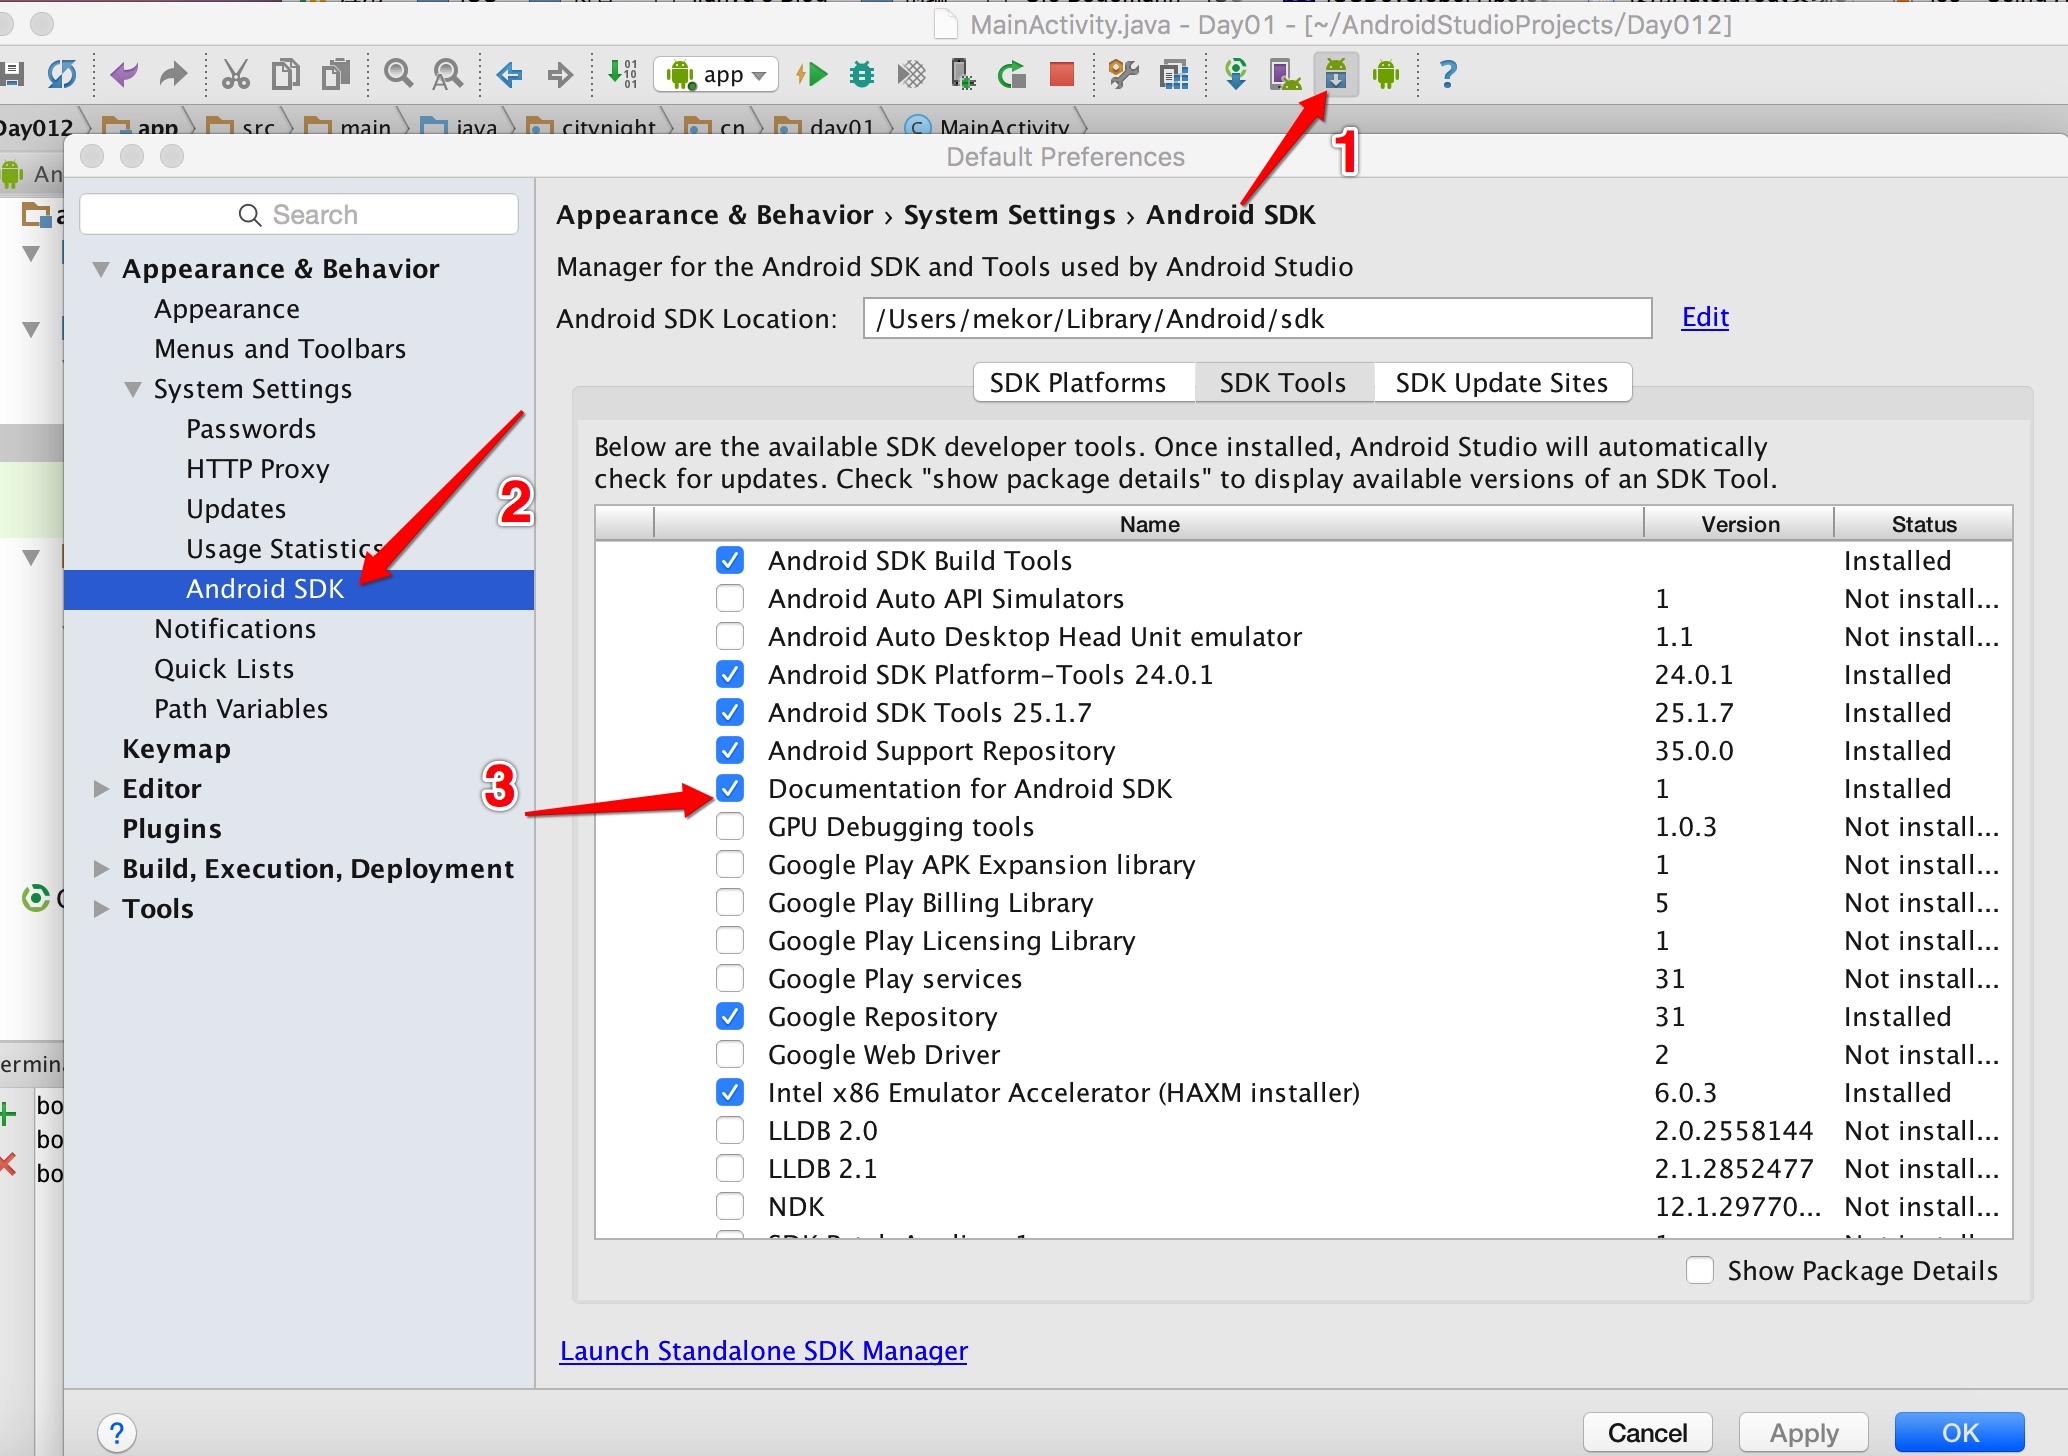 MainActivity.java - Day01 - [~/AndroidStudioProjects/Day012]
app
?
Day012 app src main java citynight cn day01 MainActivity
1
Default Preferences
Search
Appearance & Behavior
Appearance
Menus and Toolbars
System Settings
Passwords
HTTP Proxy
Updates
Usage Statistics
Android SDK
Notifications
Quick Lists
Path Variables
Keymap
Editor
Plugins
Build, Execution, Deployment
Tools
2
3
Appearance & Behavior › System Settings › Android SDK
Manager for the Android SDK and Tools used by Android Studio
Android SDK Location: /Users/mekor/Library/Android/sdk Edit
SDK Platforms SDK Tools SDK Update Sites
Below are the available SDK developer tools. Once installed, Android Studio will automatically
check for updates. Check "show package details" to display available versions of an SDK Tool.
Name Version Status
Android SDK Build Tools Installed
Android Auto API Simulators 1 Not install...
Android Auto Desktop Head Unit emulator 1.1 Not install...
Android SDK Platform-Tools 24.0.1 24.0.1 Installed
Android SDK Tools 25.1.7 25.1.7 Installed
Android Support Repository 35.0.0 Installed
Documentation for Android SDK 1 Installed
GPU Debugging tools 1.0.3 Not install...
Google Play APK Expansion library 1 Not install...
Google Play Billing Library 5 Not install...
Google Play Licensing Library 1 Not install...
Google Play services 31 Not install...
Google Repository 31 Installed
Google Web Driver 2 Not install...
Intel x86 Emulator Accelerator (HAXM installer) 6.0.3 Installed
LLDB 2.0 2.0.2558144 Not install...
LLDB 2.1 2.1.2852477 Not install...
NDK 12.1.29770... Not install...
Show Package Details
Launch Standalone SDK Manager
? Cancel Apply OK